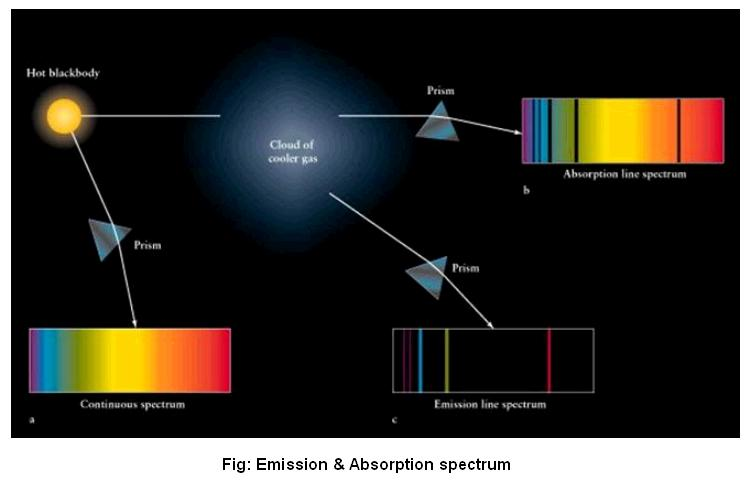 Hot blackbody
Prism
Cloud of
cooler gas
Absorption line spectrum
b
Prism
Prism
Continuous spectrum
a
Emission line spectrum
c
Fig: Emission & Absorption spectrum